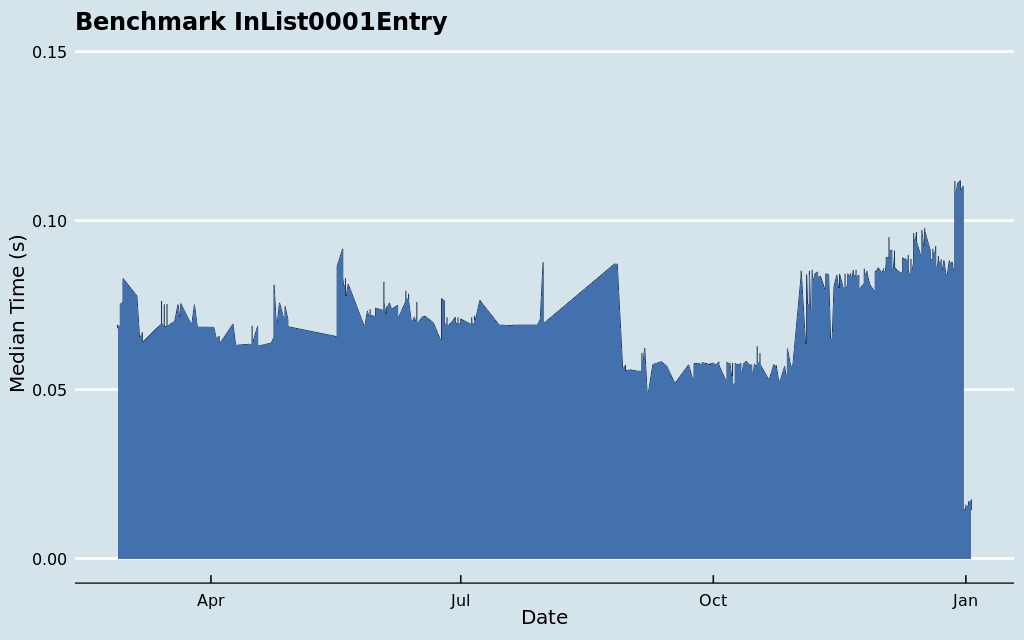 Benchmark InList0001Entry
0.15
0.10
0.05
0.00
Median Time (s)
Apr
Jul
Oct
Jan
Date